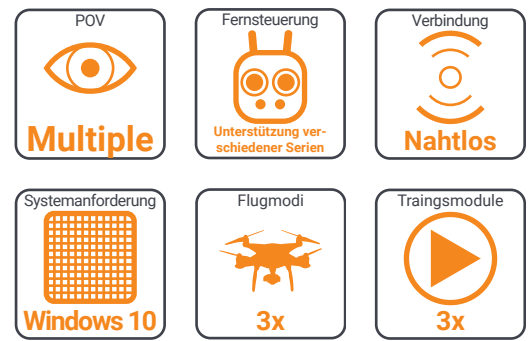 POV
Multiple
Fernsteuerung
Unterstützung ver-
schiedener Serien
Verbindung
Nahtlos
Systemanforderung
Windows 10
Flugmodi
3x
Traingsmodule
3x